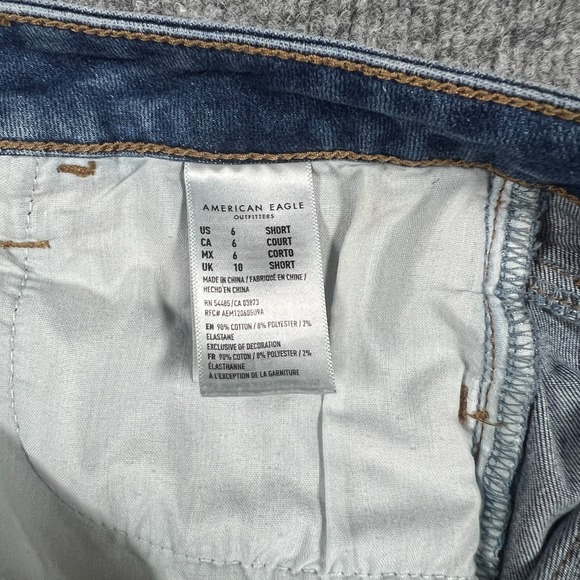 AMERICAN EAGLE
OUTFITTERS
US 6 SHORT
CA 6 COURT
MX 6 CORTO
UK 10 SHORT
MADE IN CHINA / FABRIQUÉ EN CHINE /
HECHO EN CHINA
RN 54485/CA 03873
RFC# AEM120605U9A
EN 90% COTTON / 8% POLYESTER / 2%
ELASTANE
EXCLUSIVE OF DECORATION
FR 90% COTON / 8% POLYESTER / 2%
ÉLASTHANNE
À L'EXCEPTION DE LA GARNITURE